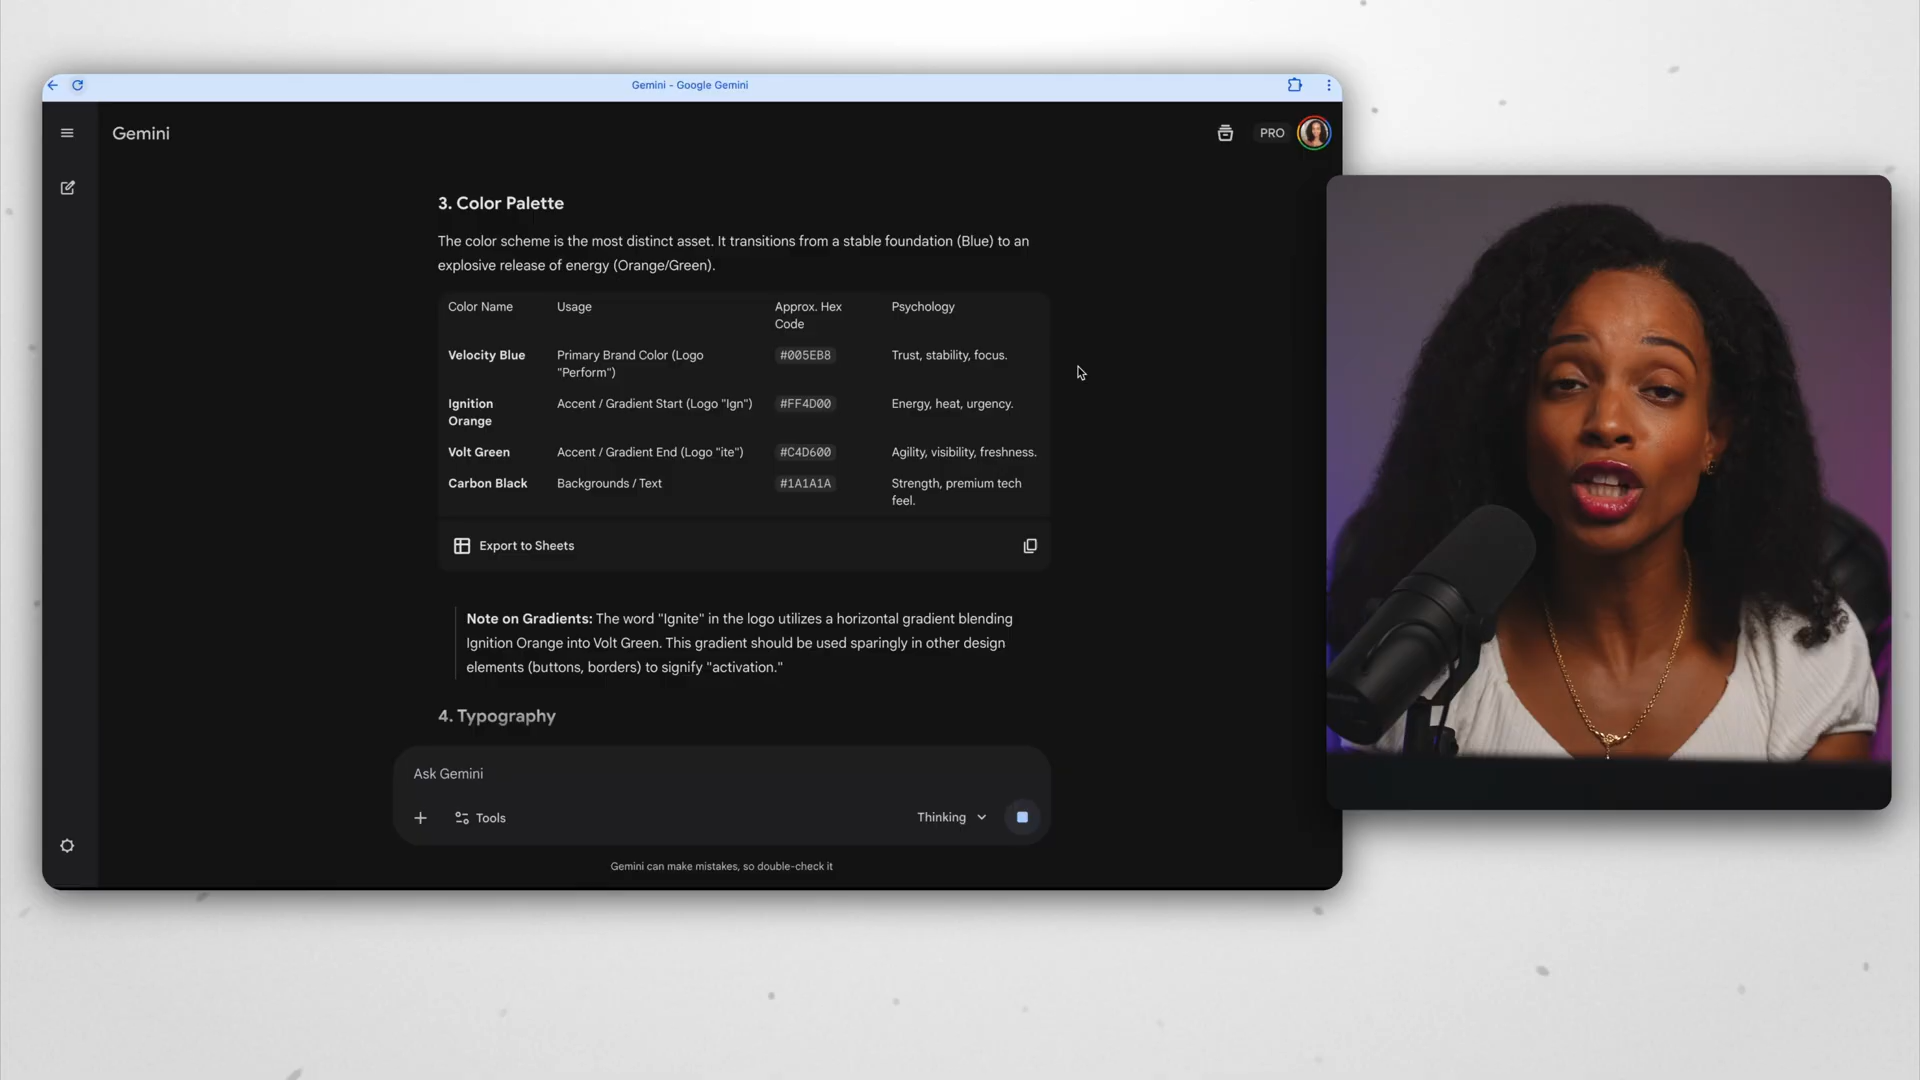 Gemini - Google Gemini
Gemini
PRO
3. Color Palette
The color scheme is the most distinct asset. It transitions from a stable foundation (Blue) to an
explosive release of energy (Orange/Green).
Color Name
Usage
Approx. Hex
Code
Psychology
Velocity Blue
Primary Brand Color (Logo
"Perform")
#005EB8
Trust, stability, focus.
Ignition
Orange
Accent / Gradient Start (Logo "Ign")
#FF4D00
Energy, heat, urgency.
Volt Green
Accent / Gradient End (Logo "ite")
#C4D600
Agility, visibility, freshness.
Carbon Black
Backgrounds / Text
#1A1A1A
Strength, premium tech
feel.
Export to Sheets
Note on Gradients: The word "Ignite" in the logo utilizes a horizontal gradient blending
Ignition Orange into Volt Green. This gradient should be used sparingly in other design
elements (buttons, borders) to signify "activation."
4. Typography
Ask Gemini
Tools
Thinking
Gemini can make mistakes, so double-check it